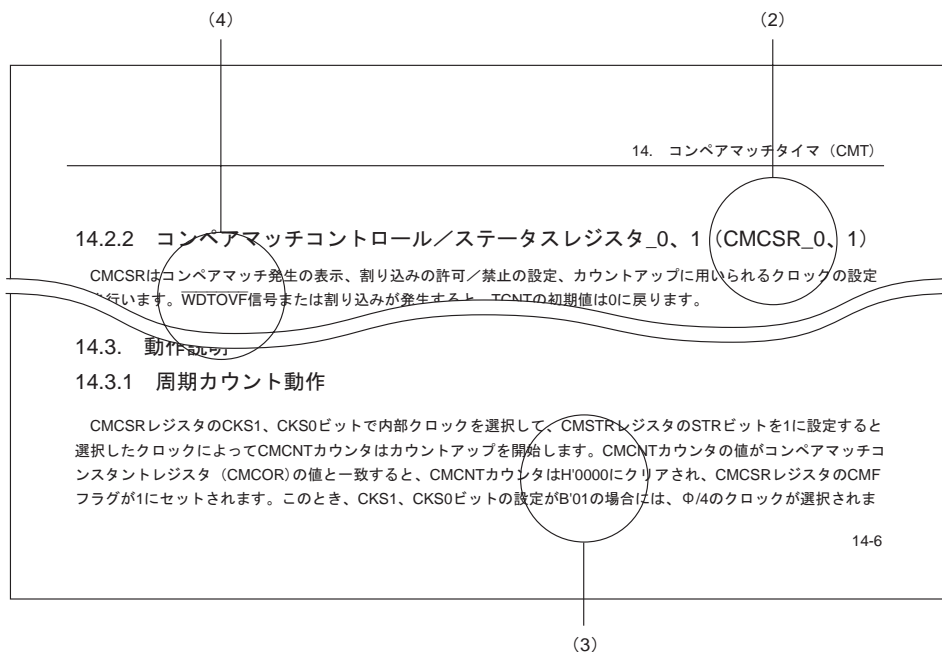 (4)
(2)
14. コンペアマッチタイマ（CMT）
14.2.2 コンペアマッチコントロール／ステータスレジスタ_0、1（CMCSR_0、1）
CMCSRはコンペアマッチ発生の表示、割り込みの許可／禁止の設定、カウントアップに用いられるクロックの設定
行います。WDTOVF信号または割り込みが発生すると、TCNTの初期値は0に戻ります。
14.3. 動作説明
14.3.1 周期カウント動作
CMCSRレジスタのCKS1、CKS0ビットで内部クロックを選択して、CMSTRレジスタのSTRビットを1に設定すると
選択したクロックによってCMCNTカウンタはカウントアップを開始します。CMCNTカウンタの値がコンペアマッチコ
ンスタントレジスタ（CMCOR）の値と一致すると、CMCNTカウンタはH'0000にクリアされ、CMCSRレジスタのCMF
フラグが1にセットされます。このとき、CKS1、CKS0ビットの設定がB'01の場合には、Φ/4のクロックが選択されま
14-6
(3)